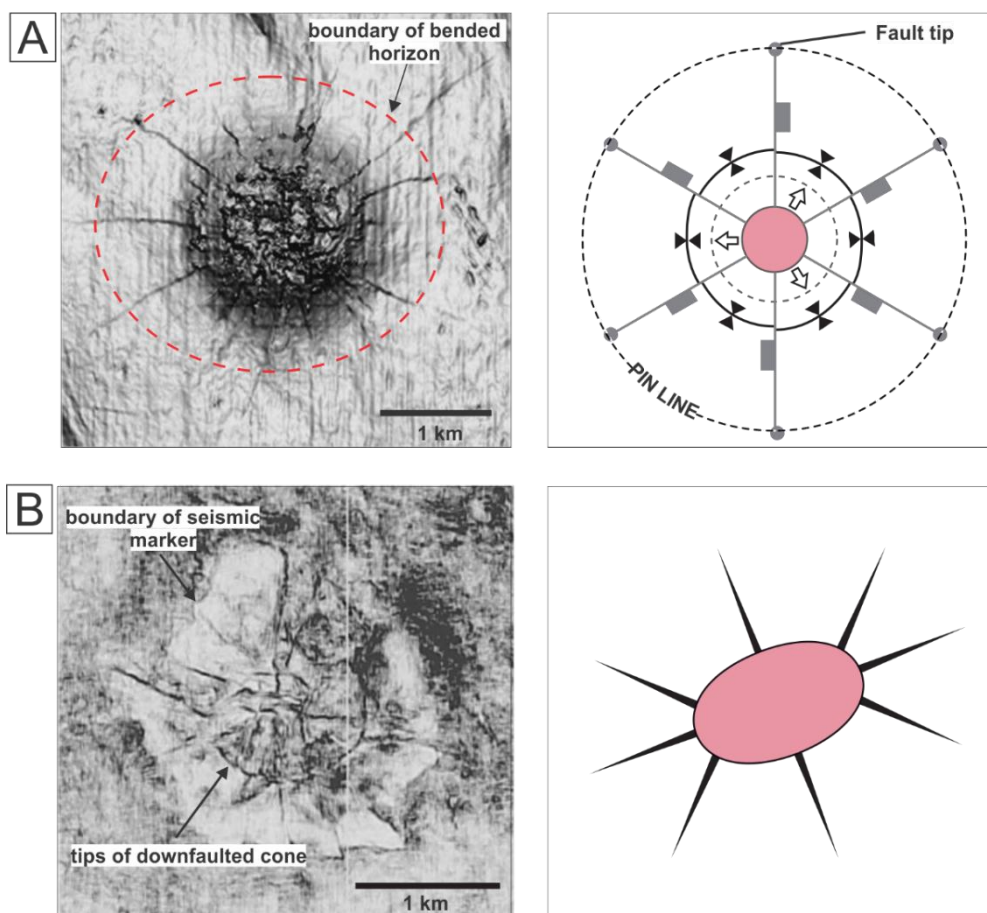 A
boundary of bended
horizon
1 km
Fault tip
PIN LINE
B
boundary of seismic
marker
tips of downfaulted cone
1 km